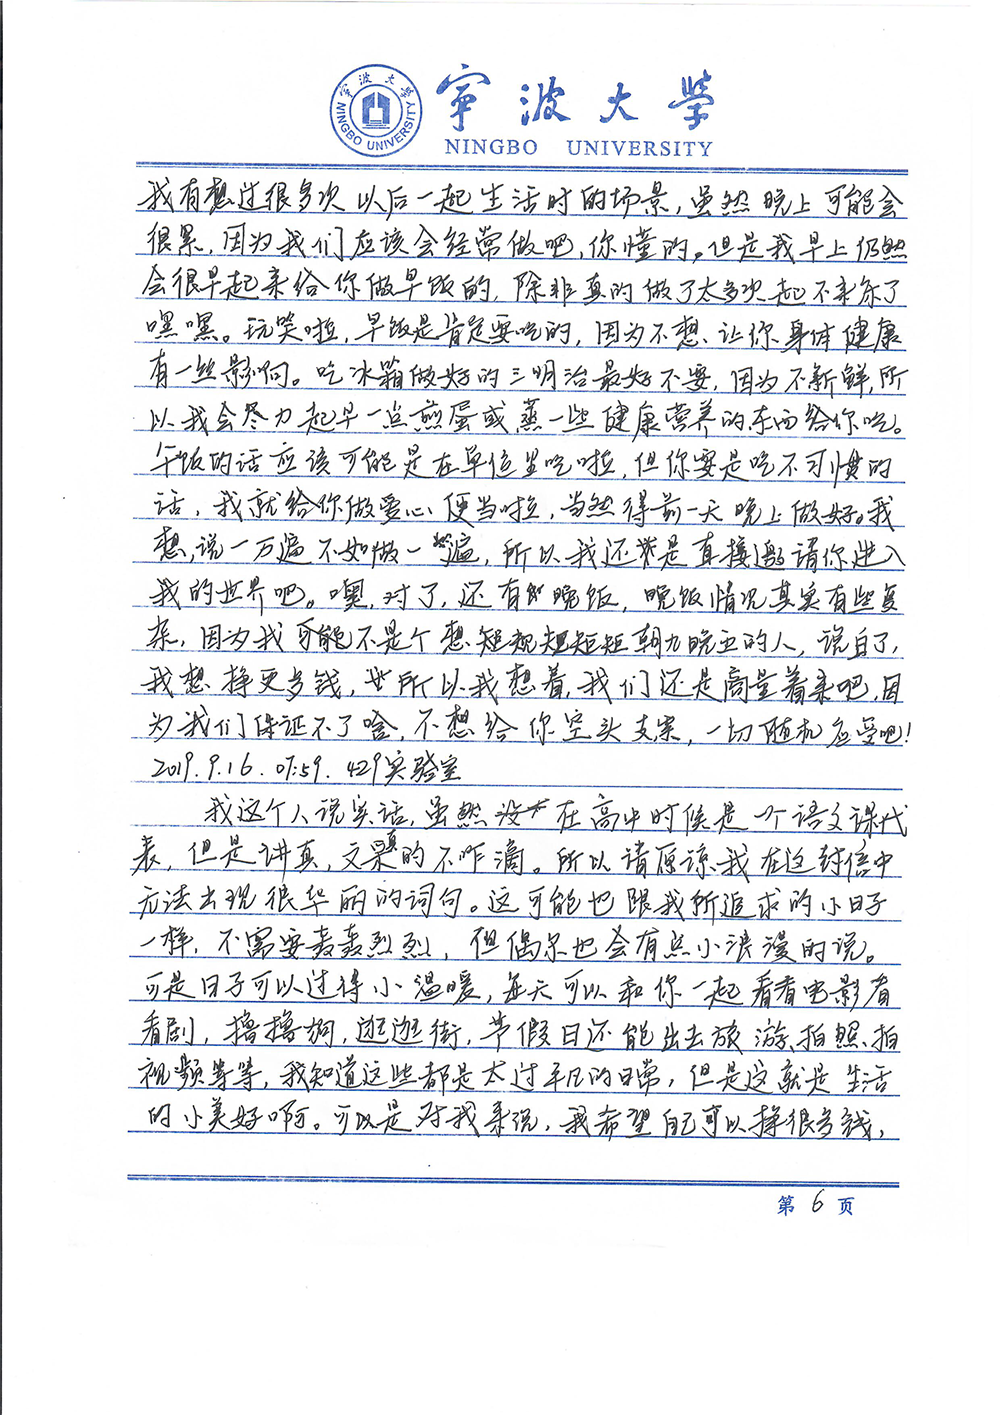 宁波大学
NINGBO UNIVERSITY
宁波大学
NINGBO UNIVERSITY
我有想过很多次以后一起生活时的场景，虽然晚上可能会
很累，因为我们应该会经常做吧，你懂的。但是我早上仍然
会很早起来给你做早饭的，除非真的做了太多次起不来了
嘿嘿。玩笑啦，早饭是肯定要吃的，因为不想让你身体健康
有一丝影响。吃冰箱做好的三明治最好不要，因为不新鲜，所
以我会尽力起早一点煎蛋或蒸一些健康营养的东西给你吃。
午饭的话应该可能是在单位里吃啦，但你要是吃不习惯的
话，我就给你做爱心便当啦，当然得前一天晚上做好。我
想，说一万遍不如做一遍，所以我还是直接邀请你进入
我的世界吧。噢，对了，还有晚饭，晚饭情况其实有些复
杂，因为我可能不是个想朝九晚五的人，说白了，
我想挣更多钱，所以我想着，我们还是商量着来吧，因
为我们保证不了啥，不想给你空头支票，一切随机应变吧！
2019.9.16.07:59.429实验室
我这个人说实话，虽然在高中时候是一个语文课代
表，但是讲真，文采真的不咋滴。所以请原谅我在这封信中
无法出现很华丽的词句。这可能也跟我所追求的小日子
一样，不需要轰轰烈烈，但偶尔也会有点小浪漫的说。
可是日子可以过得小温暖，每天可以和你一起看看电影看
看剧，撸撸狗，逛逛街，节假日还能出去旅游、拍照、拍
视频等等，我知道这些都是太过平凡的日常，但是这就是生活
的小美好啊。可以是对我来说，我希望自己可以挣很多钱，
第6页